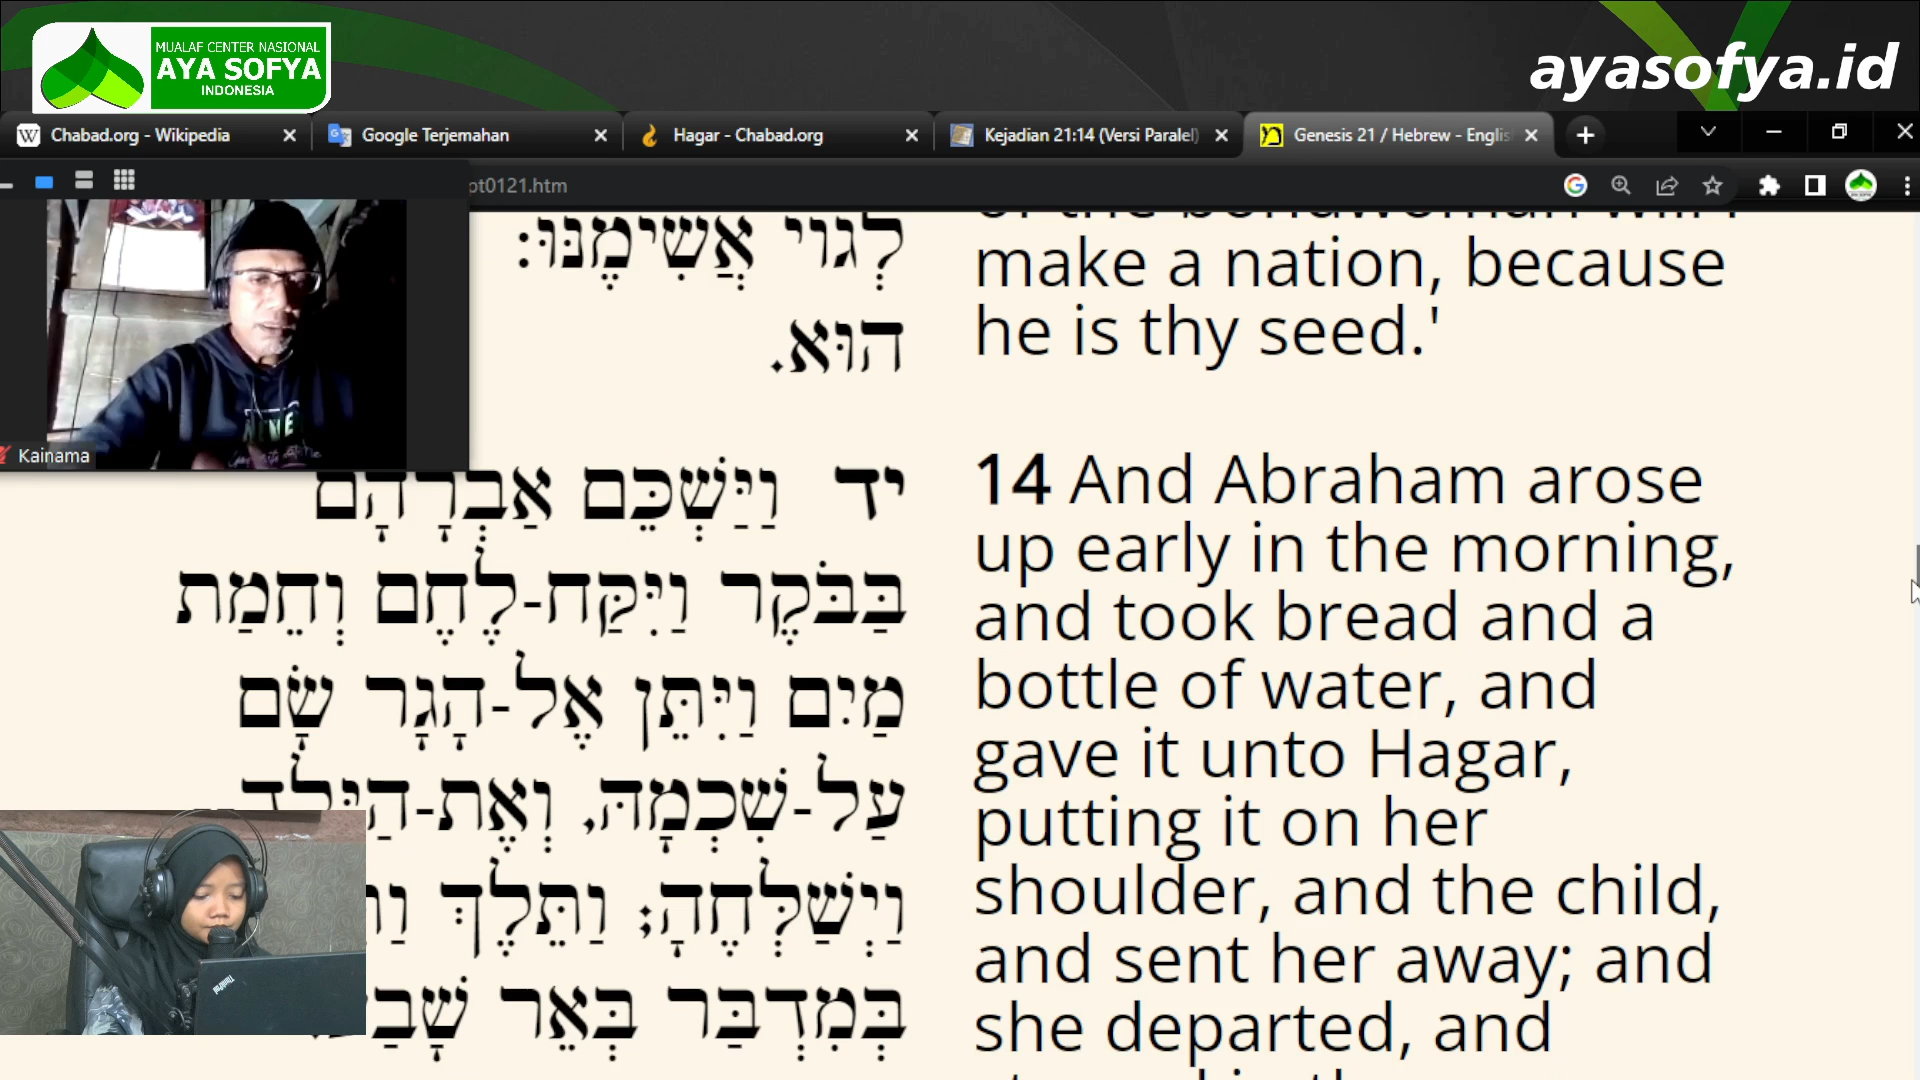 MUALAF CENTER NASIONAL
AYA SOFYA
INDONESIA
ayasofya.id
Chabad.org - Wikipedia
Google Terjemahan
Hagar - Chabad.org
Kejadian 21:14 (Versi Paralel)
Genesis 21 / Hebrew - Englis
pt0121.htm
Kainama
לְגוֹי אֲשִׂימֶנּוּ:
הוּא.
יד וַיַּשְׁכֵּם אַבְרָהָם
בַּבֹּקֶר וַיִּקַּח-לֶחֶם וְחֵמַת
מַיִם וַיִּתֵּן אֶל-הָגָר שָׂם
עַל-שִׁכְמָהּ, וְאֶת-הַיֶּלֶד
וַיְשַׁלְּחֶהָ; וַתֵּלֶךְ
בְּמִדְבַּר בְּאֵר
make a nation, because
he is thy seed.'
14 And Abraham arose
up early in the morning,
and took bread and a
bottle of water, and
gave it unto Hagar,
putting it on her
shoulder, and the child,
and sent her away; and
she departed, and
ThinkPad